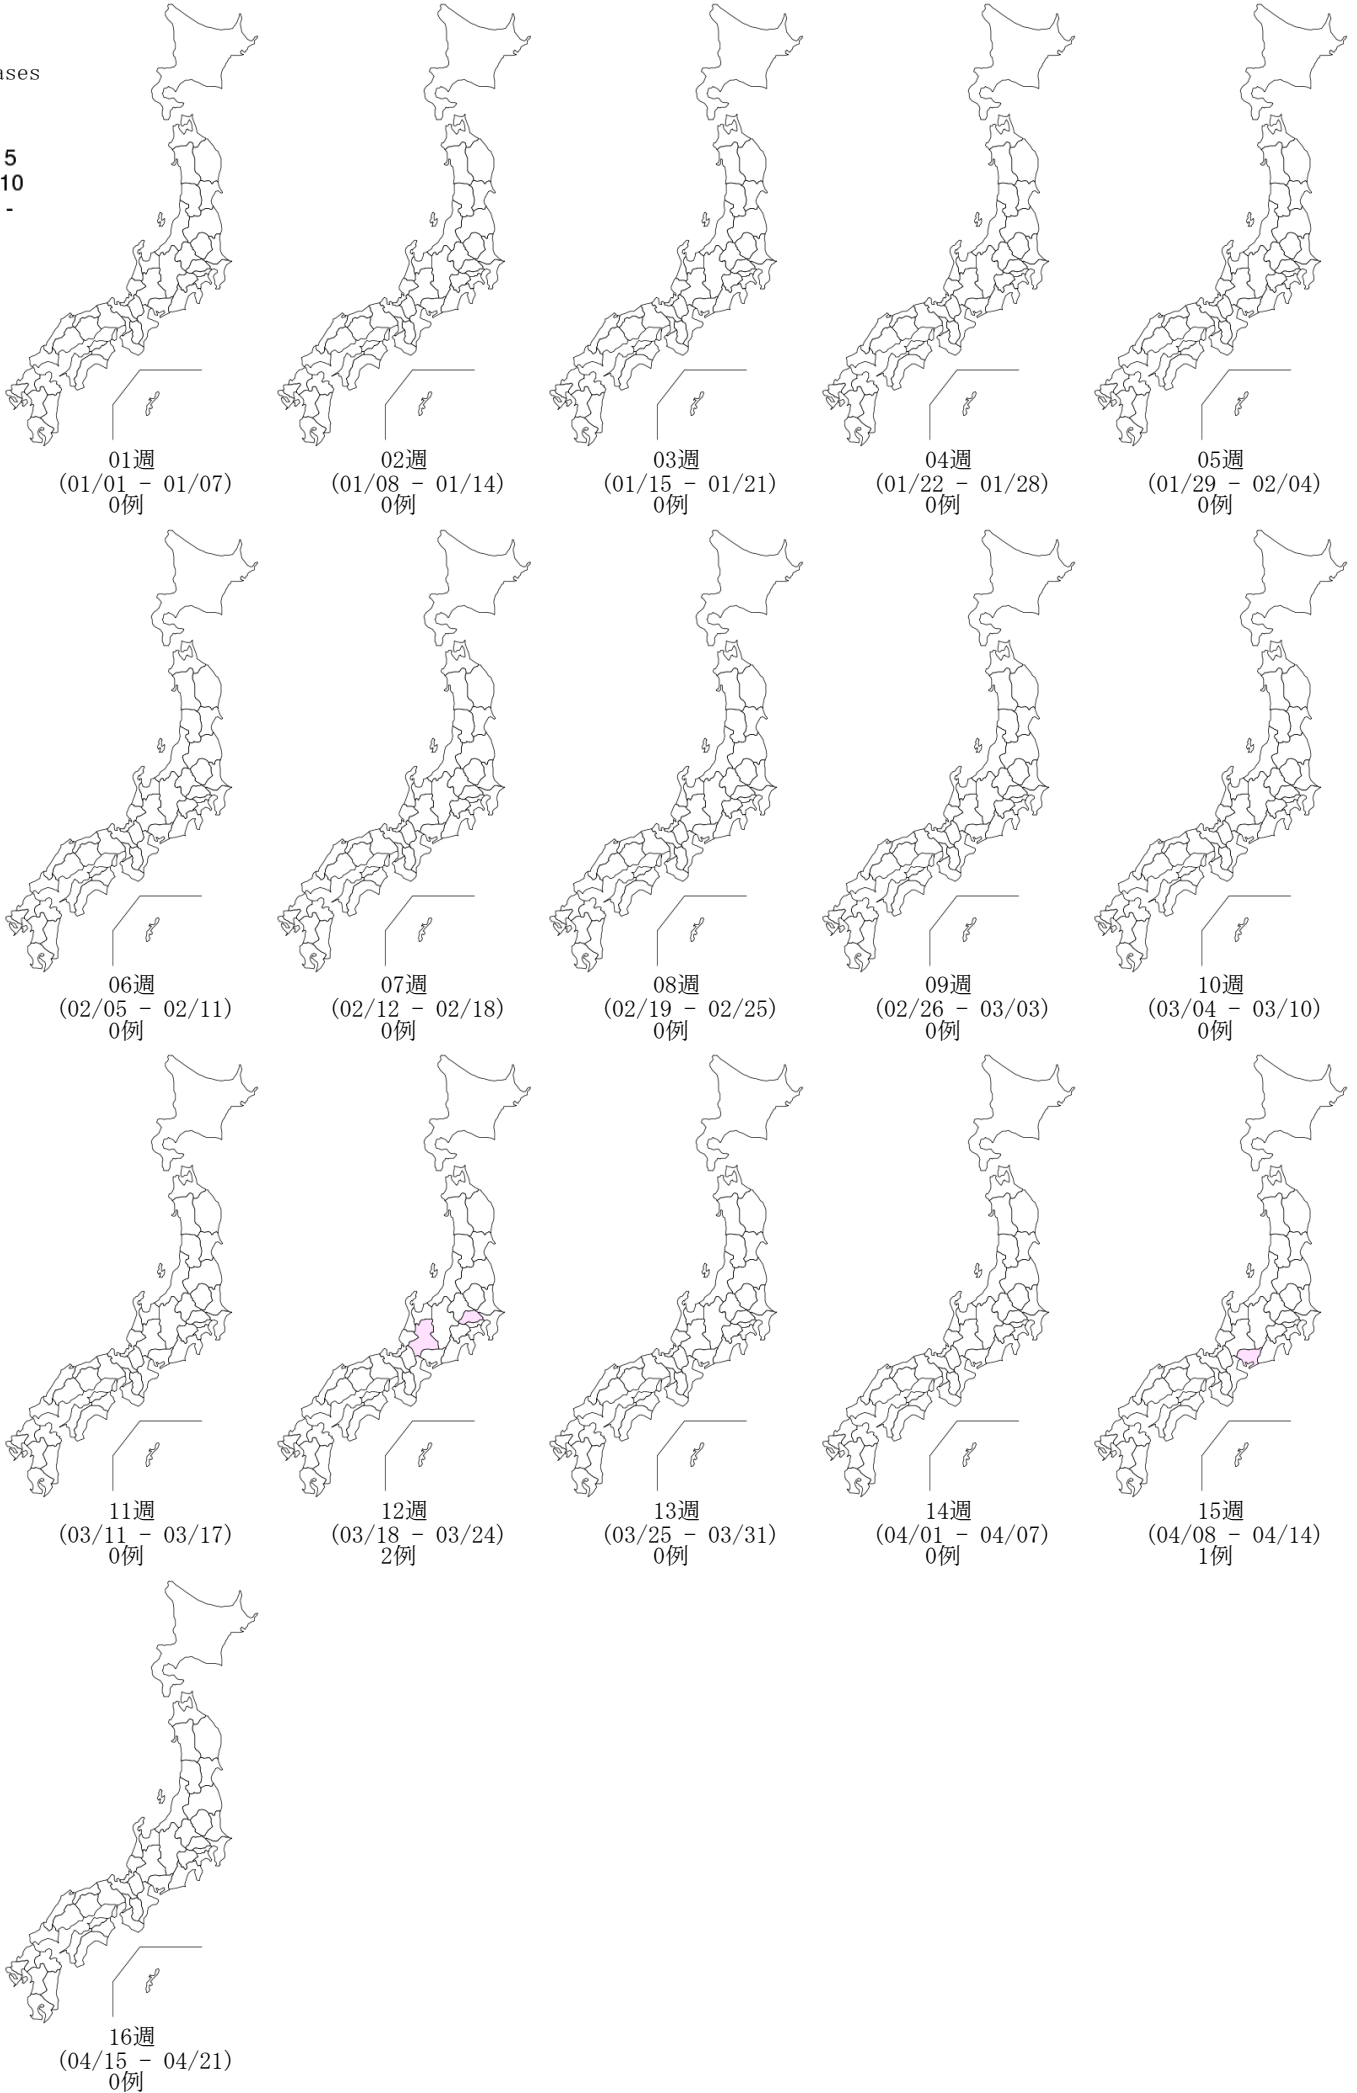 ases
5
10
-
01週
(01/01 - 01/07)
0例
02週
(01/08 - 01/14)
0例
03週
(01/15 - 01/21)
0例
04週
(01/22 - 01/28)
0例
05週
(01/29 - 02/04)
0例
06週
(02/05 - 02/11)
0例
07週
(02/12 - 02/18)
0例
08週
(02/19 - 02/25)
0例
09週
(02/26 - 03/03)
0例
10週
(03/04 - 03/10)
0例
11週
(03/11 - 03/17)
0例
12週
(03/18 - 03/24)
2例
13週
(03/25 - 03/31)
0例
14週
(04/01 - 04/07)
0例
15週
(04/08 - 04/14)
1例
16週
(04/15 - 04/21)
0例